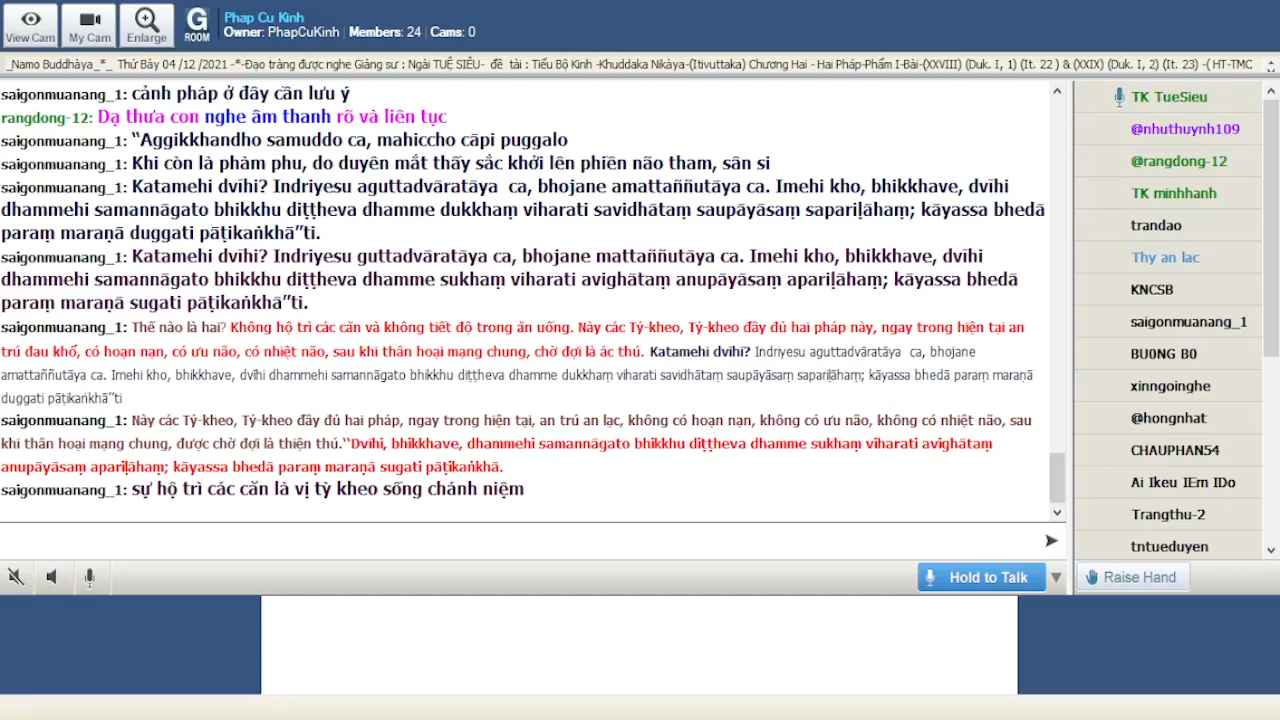 View Cam
My Cam
Enlarge
G
ROOM
Phap Cu Kinh
Owner: PhapCuKinh | Members: 24 | Cams: 0
_Namo Buddhàya_*_ Thứ Bảy 04 /12 /2021 -*-Đạo tràng được nghe Giảng sư : Ngài TUỆ SIÊU- đề tài : Tiểu Bộ Kinh -Khuddaka Nikàya-(Itivuttaka) Chương Hai - Hai Pháp-Phẩm I-Bài-(XXVIII) (Duk. I, 1) (It. 22 ) & (XXIX) (Duk. I, 2) (It. 23) -( HT-TMC
saigonmuanang_1: cảnh pháp ở đây cần lưu ý
rangdong-12: Dạ thưa con nghe âm thanh rõ và liên tục
saigonmuanang_1: “Aggikkhandho samuddo ca, mahiccho cāpi puggalo
saigonmuanang_1: Khi còn là phàm phu, do duyên mắt thấy sắc khởi lên phiền não tham, sân si
saigonmuanang_1: Katamehi dvīhi? Indriyesu aguttadvāratāya ca, bhojane amattaññutāya ca. Imehi kho, bhikkhave, dvīhi
dhammehi samannāgato bhikkhu diṭṭheva dhamme dukkhaṃ viharati savidhātaṃ saupāyāsaṃ sapariḷāhaṃ; kāyassa bhedā
paraṃ maraṇā duggati pāṭikaṅkhā”ti.
saigonmuanang_1: Katamehi dvīhi? Indriyesu guttadvāratāya ca, bhojane mattaññutāya ca. Imehi kho, bhikkhave, dvīhi
dhammehi samannāgato bhikkhu diṭṭheva dhamme sukhaṃ viharati avighātaṃ anupāyāsaṃ apariḷāhaṃ; kāyassa bhedā
paraṃ maraṇā sugati pāṭikaṅkhā”ti.
saigonmuanang_1: Thế nào là hai? Không hộ trì các căn và không tiết độ trong ăn uống. Này các Tỷ-kheo, Tỷ-kheo đầy đủ hai pháp này, ngay trong hiện tại an
trú đau khổ, có hoạn nạn, có ưu não, có nhiệt não, sau khi thân hoại mạng chung, chờ đợi là ác thú. Katamehi dvīhi? Indriyesu aguttadvāratāya ca, bhojane
amattaññutāya ca. Imehi kho, bhikkhave, dvīhi dhammehi samannāgato bhikkhu diṭṭheva dhamme dukkhaṃ viharati savidhātaṃ saupāyāsaṃ sapariḷāhaṃ; kāyassa bhedā paraṃ maraṇā
duggati pāṭikaṅkhā”ti
saigonmuanang_1: Này các Tỷ-kheo, Tỷ-kheo đầy đủ hai pháp, ngay trong hiện tại, an trú an lạc, không có hoạn nạn, không có ưu não, không có nhiệt não, sau
khi thân hoại mạng chung, được chờ đợi là thiện thú.‘‘Dvīhi, bhikkhave, dhammehi samannāgato bhikkhu diṭṭheva dhamme sukhaṃ viharati avighātaṃ
anupāyāsaṃ apariḷāhaṃ; kāyassa bhedā paraṃ maraṇā sugati pāṭikaṅkhā.
saigonmuanang_1: sự hộ trì các căn là vị tỳ kheo sống chánh niệm
TK TueSieu
@nhuthuynh109
@rangdong-12
TK minhhanh
trandao
Thy an lac
KNCSB
saigonmuanang_1
BU0NG B0
xinngoinghe
@hongnhat
CHAUPHAN54
Ai Ikeu IEm IDo
Trangthu-2
tntueduyen
Hold to Talk
Raise Hand